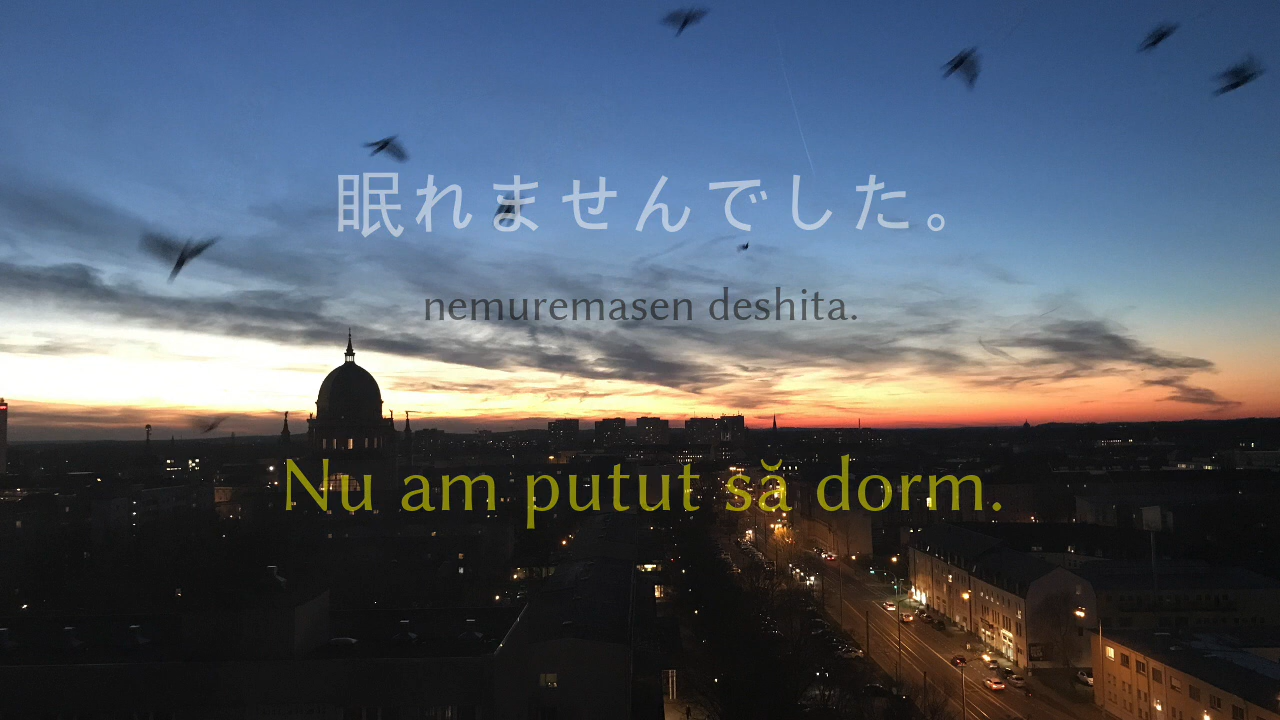 眠れませんでした。
nemuremasen deshita.
Nu am putut să dorm.